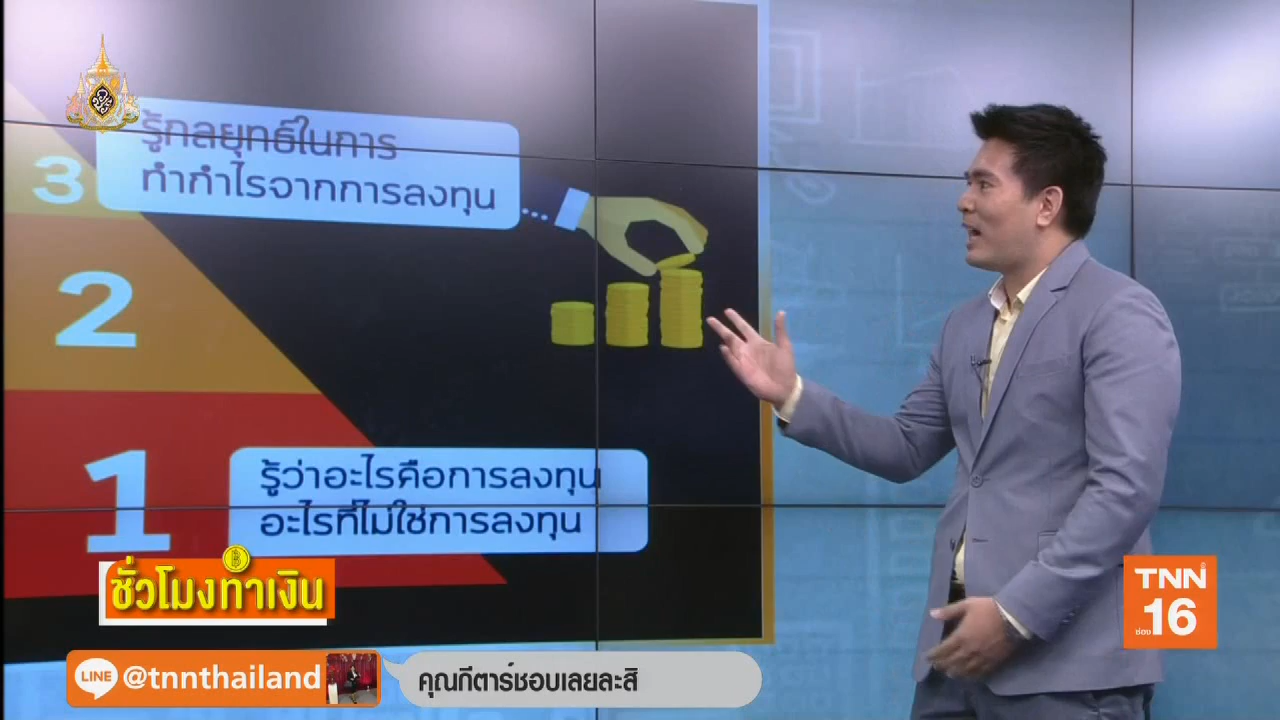 3
รู้กลยุทธ์ในการ
ทำกำไรจากการลงทุน
2
1
รู้ว่าอะไรคือการลงทุน
อะไรที่ไม่ใช่การลงทุน
ชั่วโมงทำเงิน
TNN
ช่อง 16
LINE @tnnthailand
คุณกีตาร์ชอบเลยละสิ